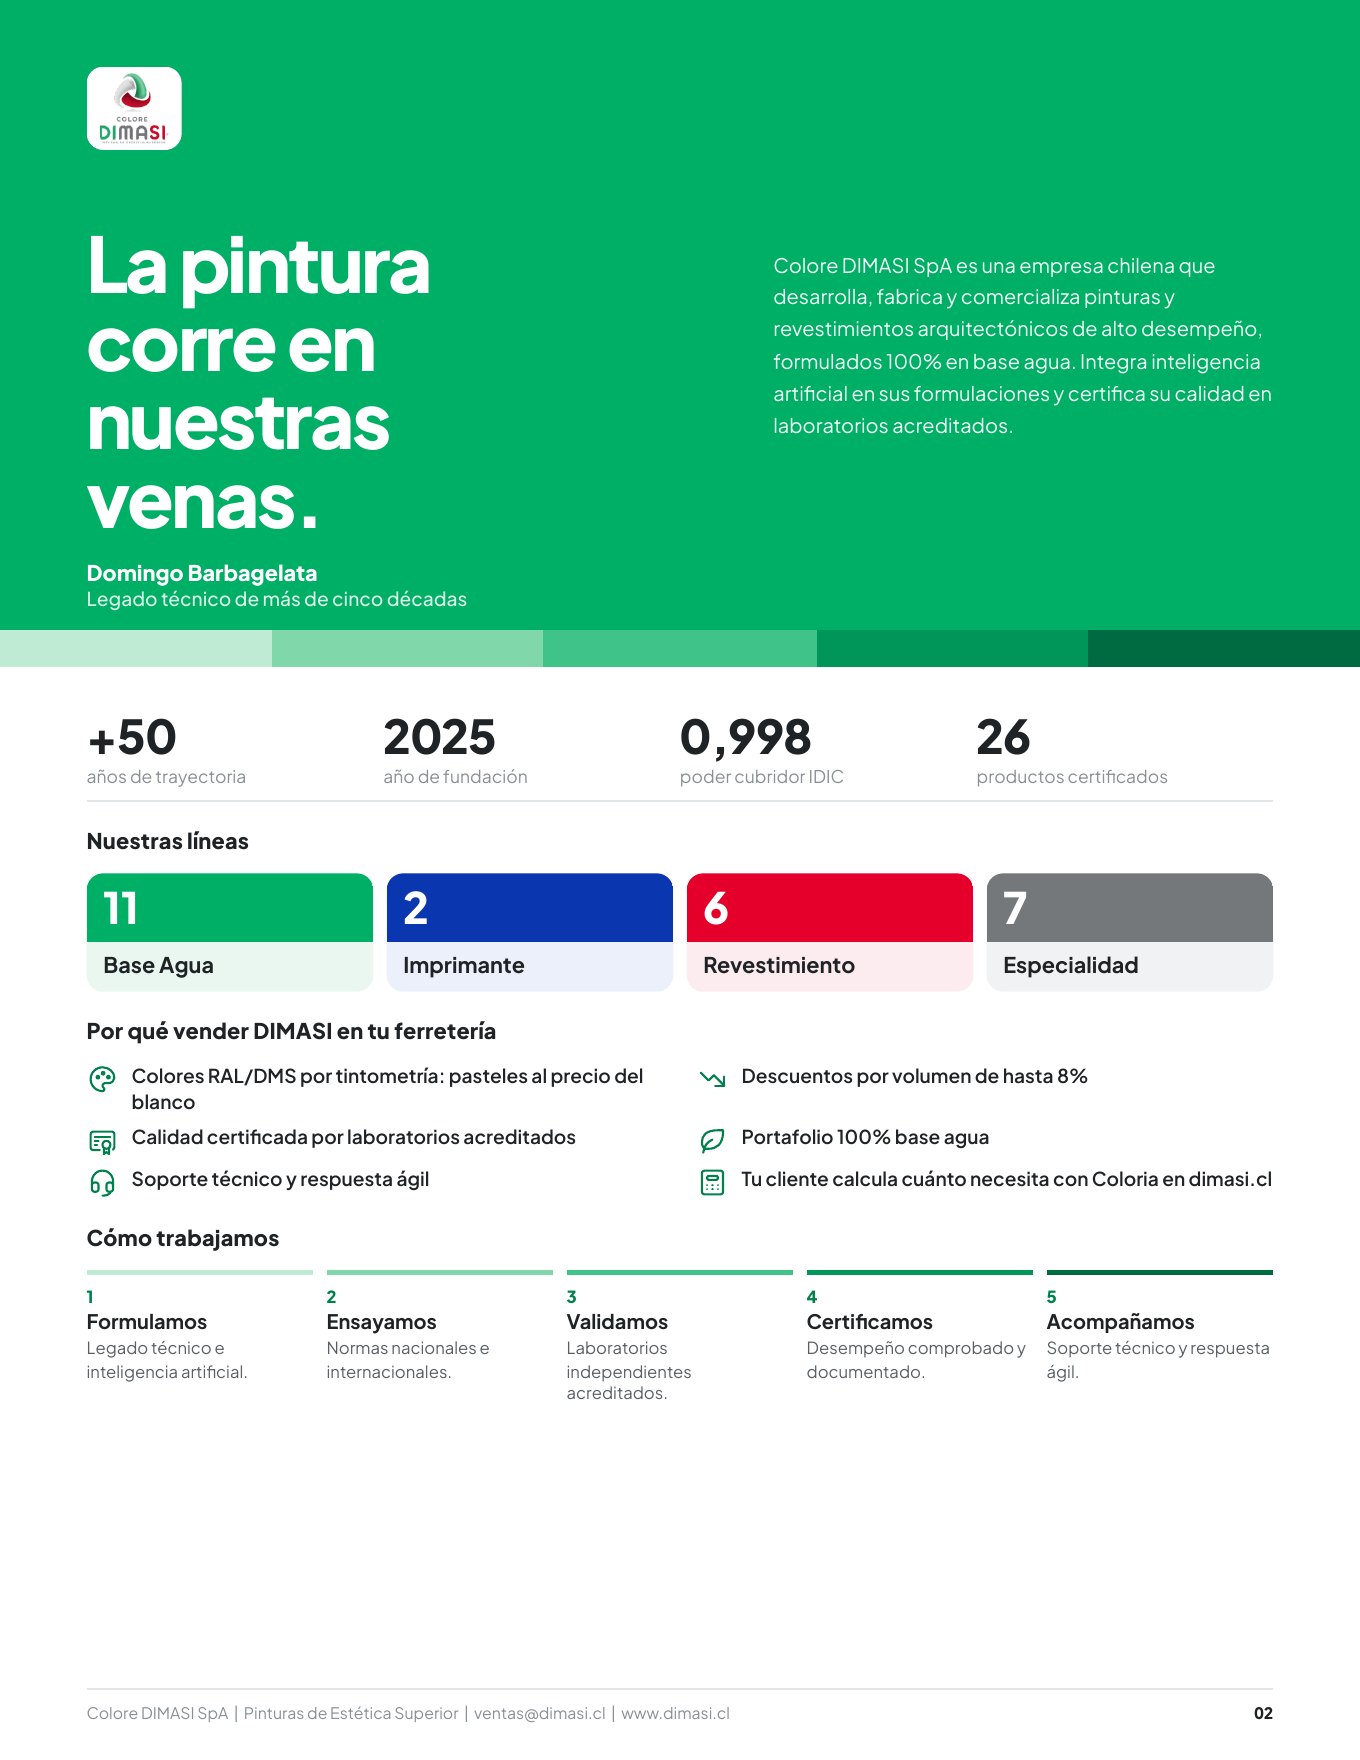 COLORE
DIMASI
La pintura
corre en
nuestras
venas.
Domingo Barbagelata
Legado técnico de más de cinco décadas
Colore DIMASI SpA es una empresa chilena que
desarrolla, fabrica y comercializa pinturas y
revestimientos arquitectónicos de alto desempeño,
formulados 100% en base agua. Integra inteligencia
artificial en sus formulaciones y certifica su calidad en
laboratorios acreditados.
+50
años de trayectoria
2025
año de fundación
0,998
poder cubridor IDIC
26
productos certificados
Nuestras líneas
11
Base Agua
2
Imprimante
6
Revestimiento
7
Especialidad
Por qué vender DIMASI en tu ferretería
Colores RAL/DMS por tintometría: pasteles al precio del
blanco
Descuentos por volumen de hasta 8%
Calidad certificada por laboratorios acreditados
Portafolio 100% base agua
Soporte técnico y respuesta ágil
Tu cliente calcula cuánto necesita con Coloria en dimasi.cl
Cómo trabajamos
1
Formulamos
Legado técnico e
inteligencia artificial.
2
Ensayamos
Normas nacionales e
internacionales.
3
Validamos
Laboratorios
independientes
acreditados.
4
Certificamos
Desempeño comprobado y
documentado.
5
Acompañamos
Soporte técnico y respuesta
ágil.
Colore DIMASI SpA | Pinturas de Estética Superior | ventas@dimasi.cl | www.dimasi.cl
02